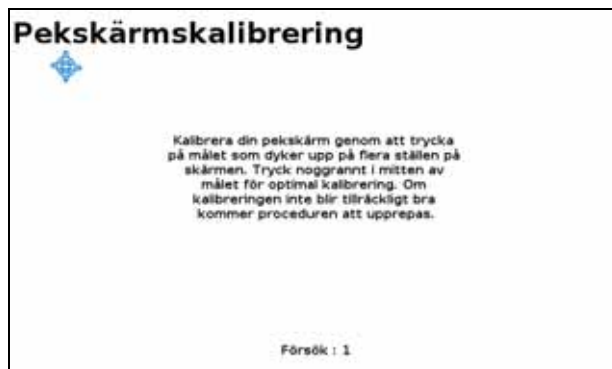 Pekskärmskalibrering
Kalibrera din pekskärm genom att trycka
på målet som dyker upp på flera ställen på
skärmen. Tryck noggrannt i mitten av
målet för optimal kalibrering. Om
kalibreringen inte blir tillräckligt bra
kommer proceduren att upprepas.
Försök : 1